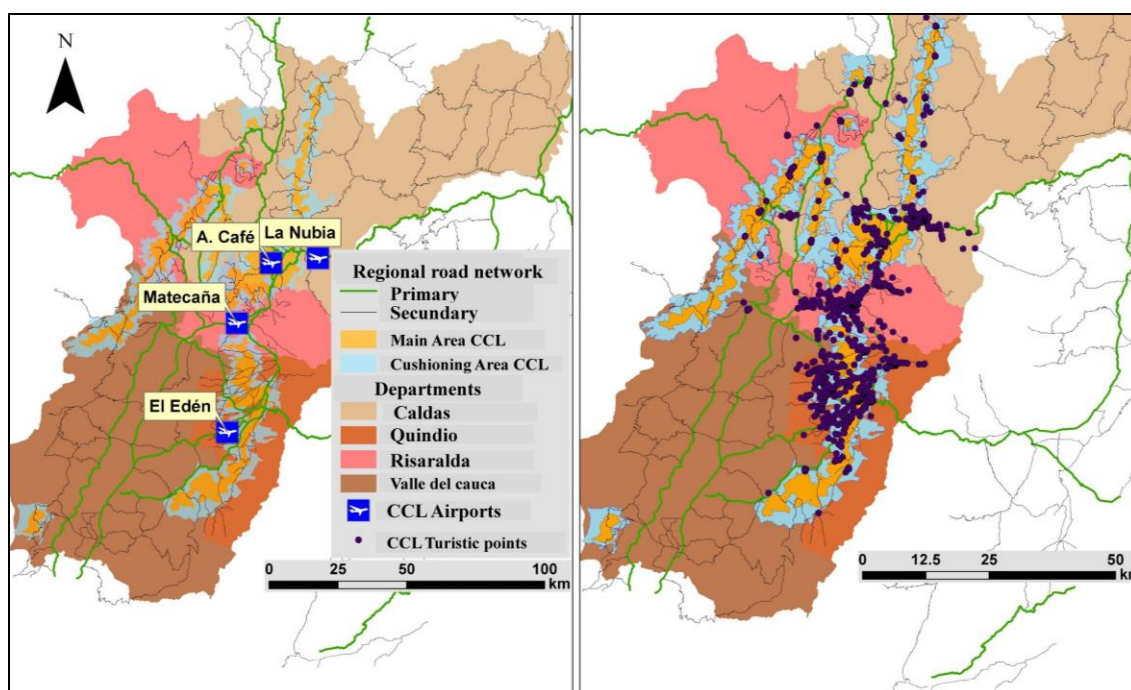 N
A. Café
La Nubia
Matecaña
El Edén
Regional road network
Primary
Secundary
Main Area CCL
Cushioning Area CCL
Departments
Caldas
Quindio
Risaralda
Valle del cauca
CCL Airports
CCL Turistic points
0 25 50 100
km
0 12.5 25 50
km